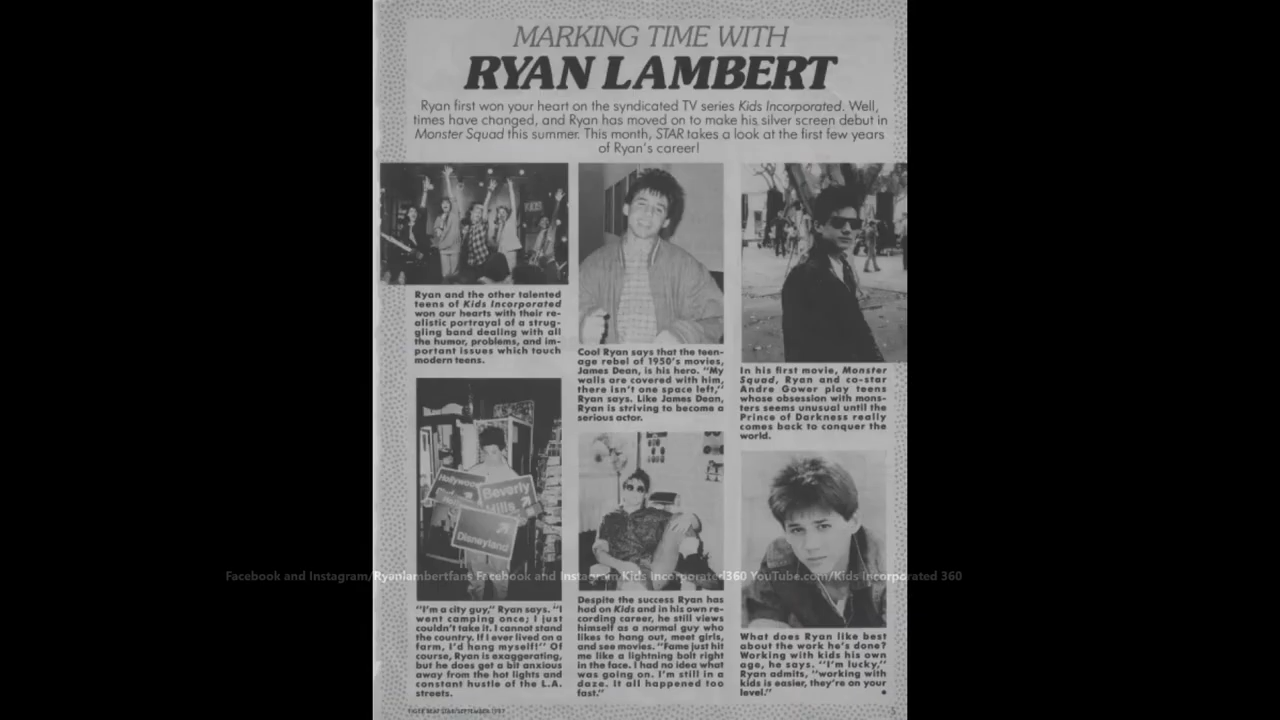 MARKING TIME WITH
RYAN LAMBERT
Ryan first won your heart on the syndicated TV series Kids Incorporated. Well,
times have changed, and Ryan has moved on to make his silver screen debut in
Monster Squad this summer. This month, STAR takes a look at the first few years
of Ryan's career!
Ryan and the other talented
teens of Kids Incorporated
won our hearts with their re-
alistic portrayal of a strug-
gling band dealing with all
the humor, problems, and im-
portant issues which touch
modern teens.
Hollywood
Beverly
Hills
Disneyland
"I'm a city guy," Ryan says. "I
went camping once; I just
couldn't take it. I cannot stand
the country. If I ever lived on a
farm, I'd hang myself!" Of
course, Ryan is exaggerating,
but he does get a bit anxious
away from the hot lights and
constant hustle of the L.A.
streets.
Cool Ryan says that the teen-
age rebel of 1950's movies,
James Dean, is his hero. "My
walls are covered with him,
there isn't one space left,"
Ryan says. Like James Dean,
Ryan is striving to become a
serious actor.
Despite the success Ryan has
had on Kids and in his own re-
cording career, he still views
himself as a normal guy who
likes to hang out, meet girls,
and see movies. "Fame just hit
me like a lightning bolt right
in the face. I had no idea what
was going on. I'm still in a
daze. It all happened too
fast."
In his first movie, Monster
Squad, Ryan and co-star
Andre Gower play teens
whose obsession with mons-
ters seems unusual until the
Prince of Darkness really
comes back to conquer the
world.
What does Ryan like best
about the work he's done?
Working with kids his own
age, he says. "I'm lucky,"
Ryan admits, "working with
kids is easier, they're on your
level."
Facebook and Instagram/Ryanlambertfans Facebook and Instagram Kids Incorporated360 YouTube.com/Kids Incorporated 360
TIGER BEAT STAR/SEPTEMBER 1987